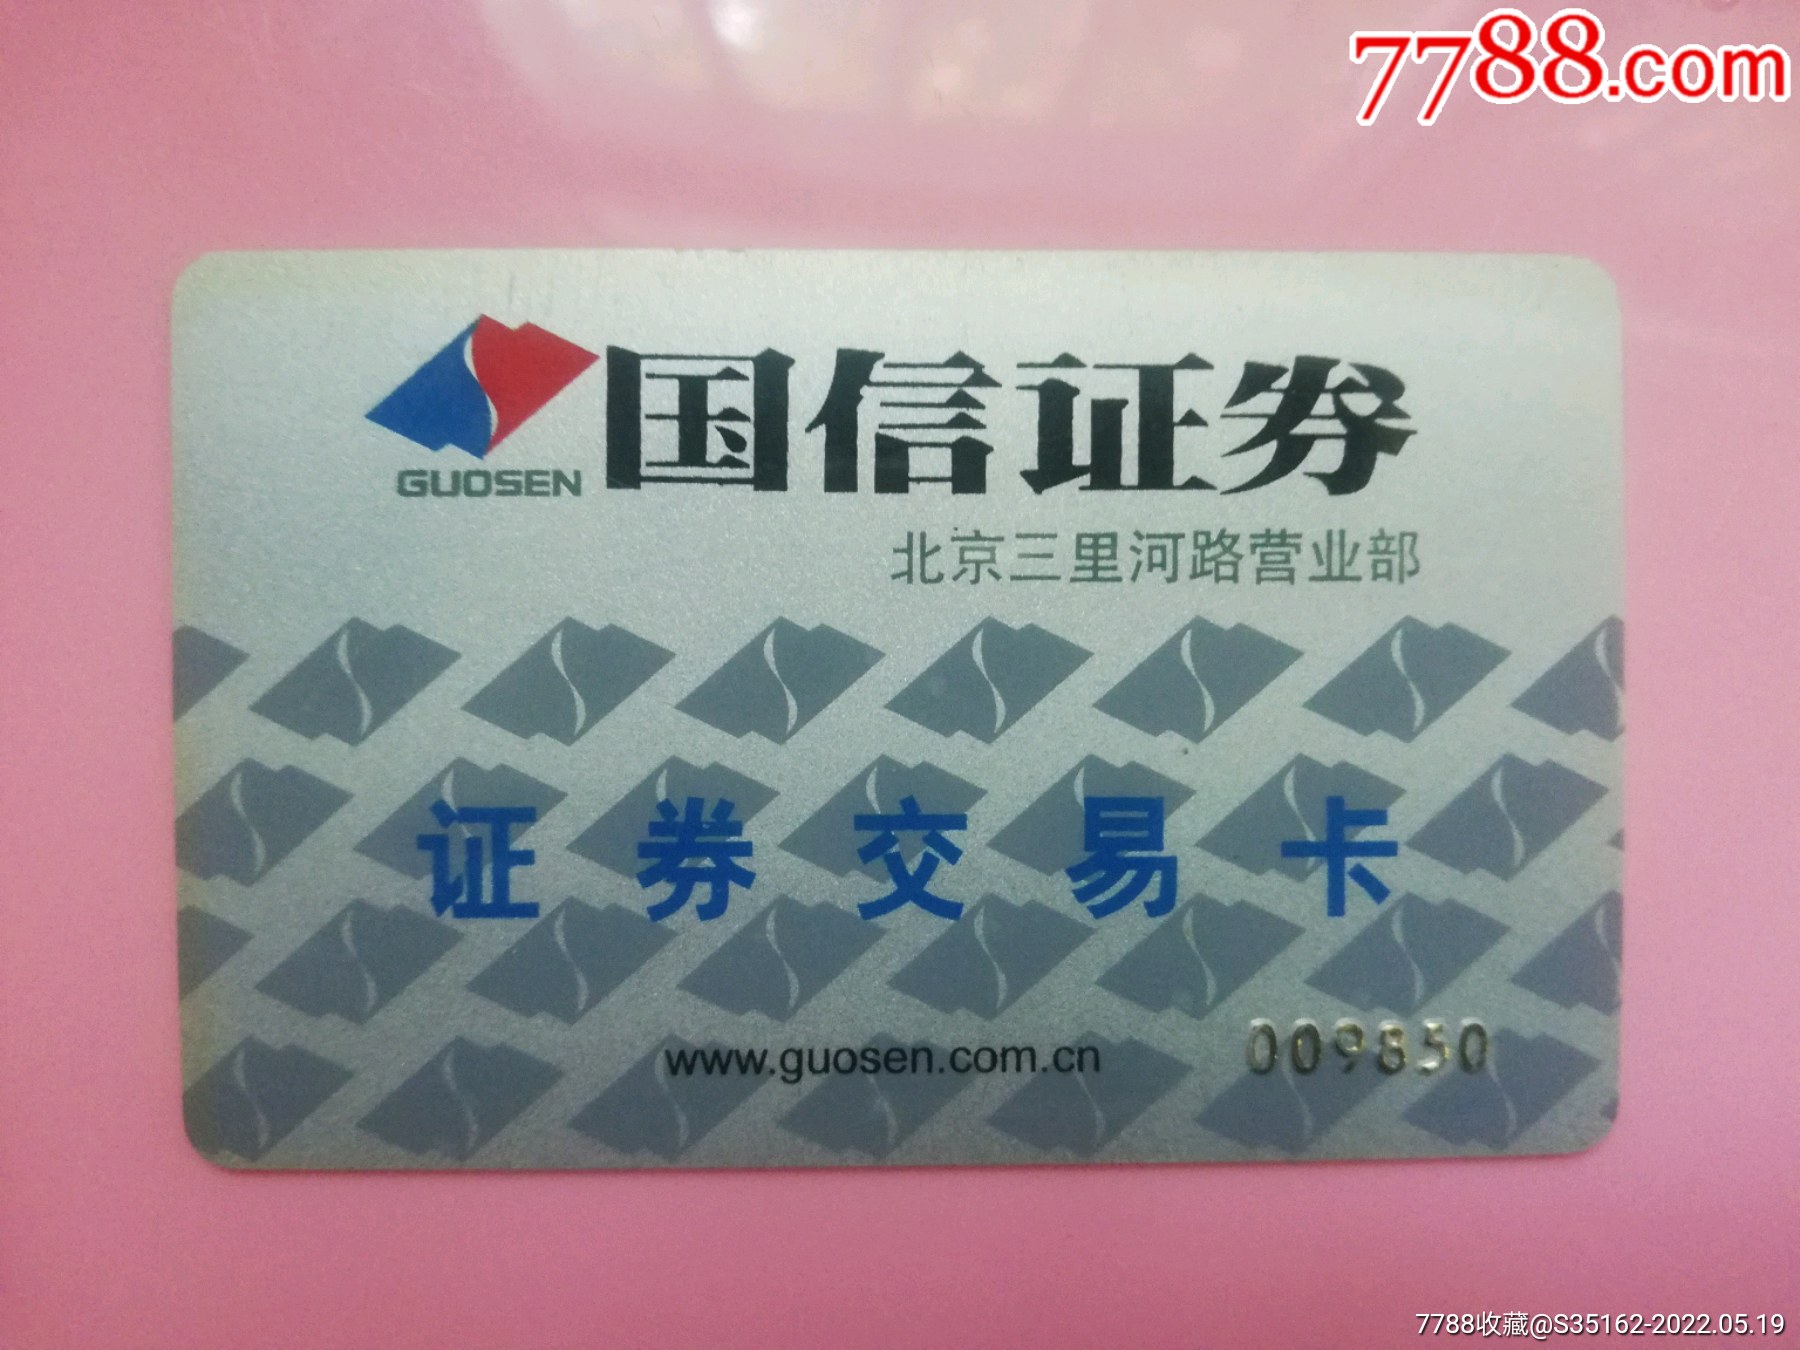 7788.com
国信证券
GUOSEN
北京三里河路营业部
证券交易卡
www.guosen.com.cn
009850
7788收藏@S35162-2022.05.19